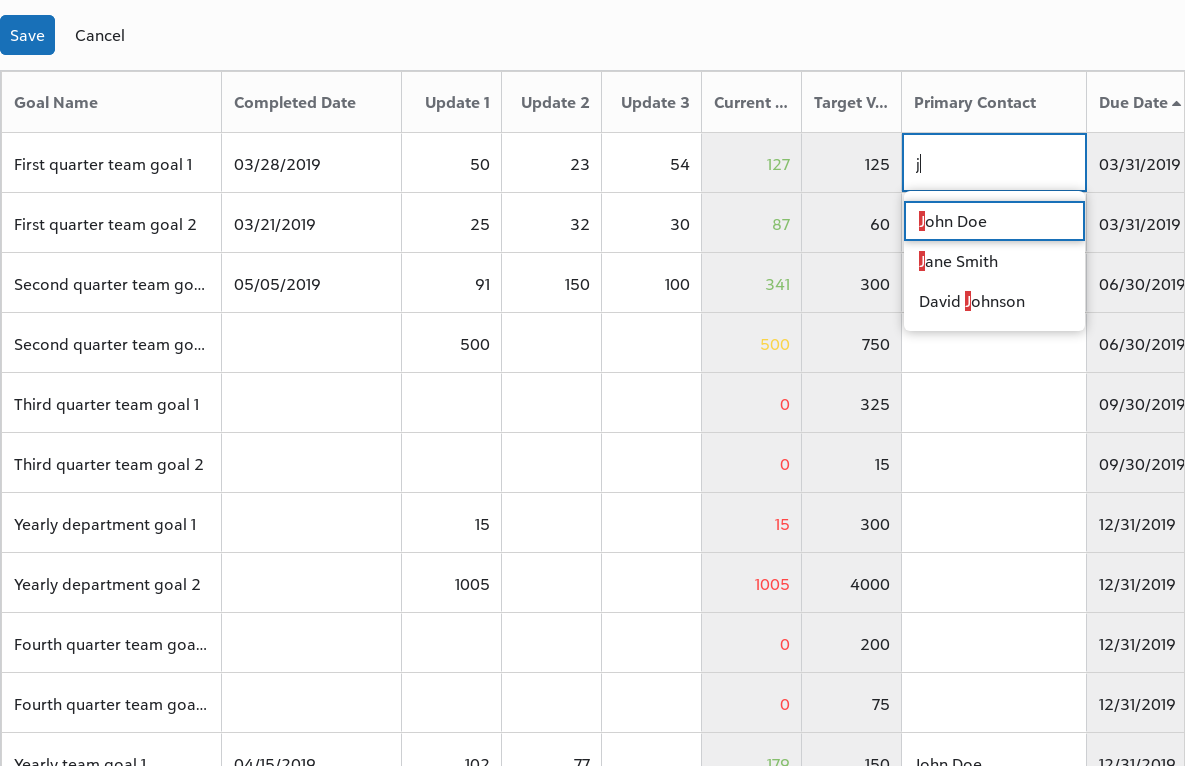 Save Cancel
Goal Name Completed Date Update 1 Update 2 Update 3 Current ... Target V... Primary Contact Due Date
First quarter team goal 1 03/28/2019 50 23 54 127 125 j 03/31/2019
First quarter team goal 2 03/21/2019 25 32 30 87 60 John Doe 03/31/2019
Jane Smith
Second quarter team go... 05/05/2019 91 150 100 341 300 06/30/2019
David Johnson
Second quarter team go... 500 500 750 06/30/2019
Third quarter team goal 1 0 325 09/30/2019
Third quarter team goal 2 0 15 09/30/2019
Yearly department goal 1 15 15 300 12/31/2019
Yearly department goal 2 1005 1005 4000 12/31/2019
Fourth quarter team goa... 0 200 12/31/2019
Fourth quarter team goa... 0 75 12/31/2019
Yearly team goal 1 04/15/2019 102 77 179 150 John Doe 12/31/2019